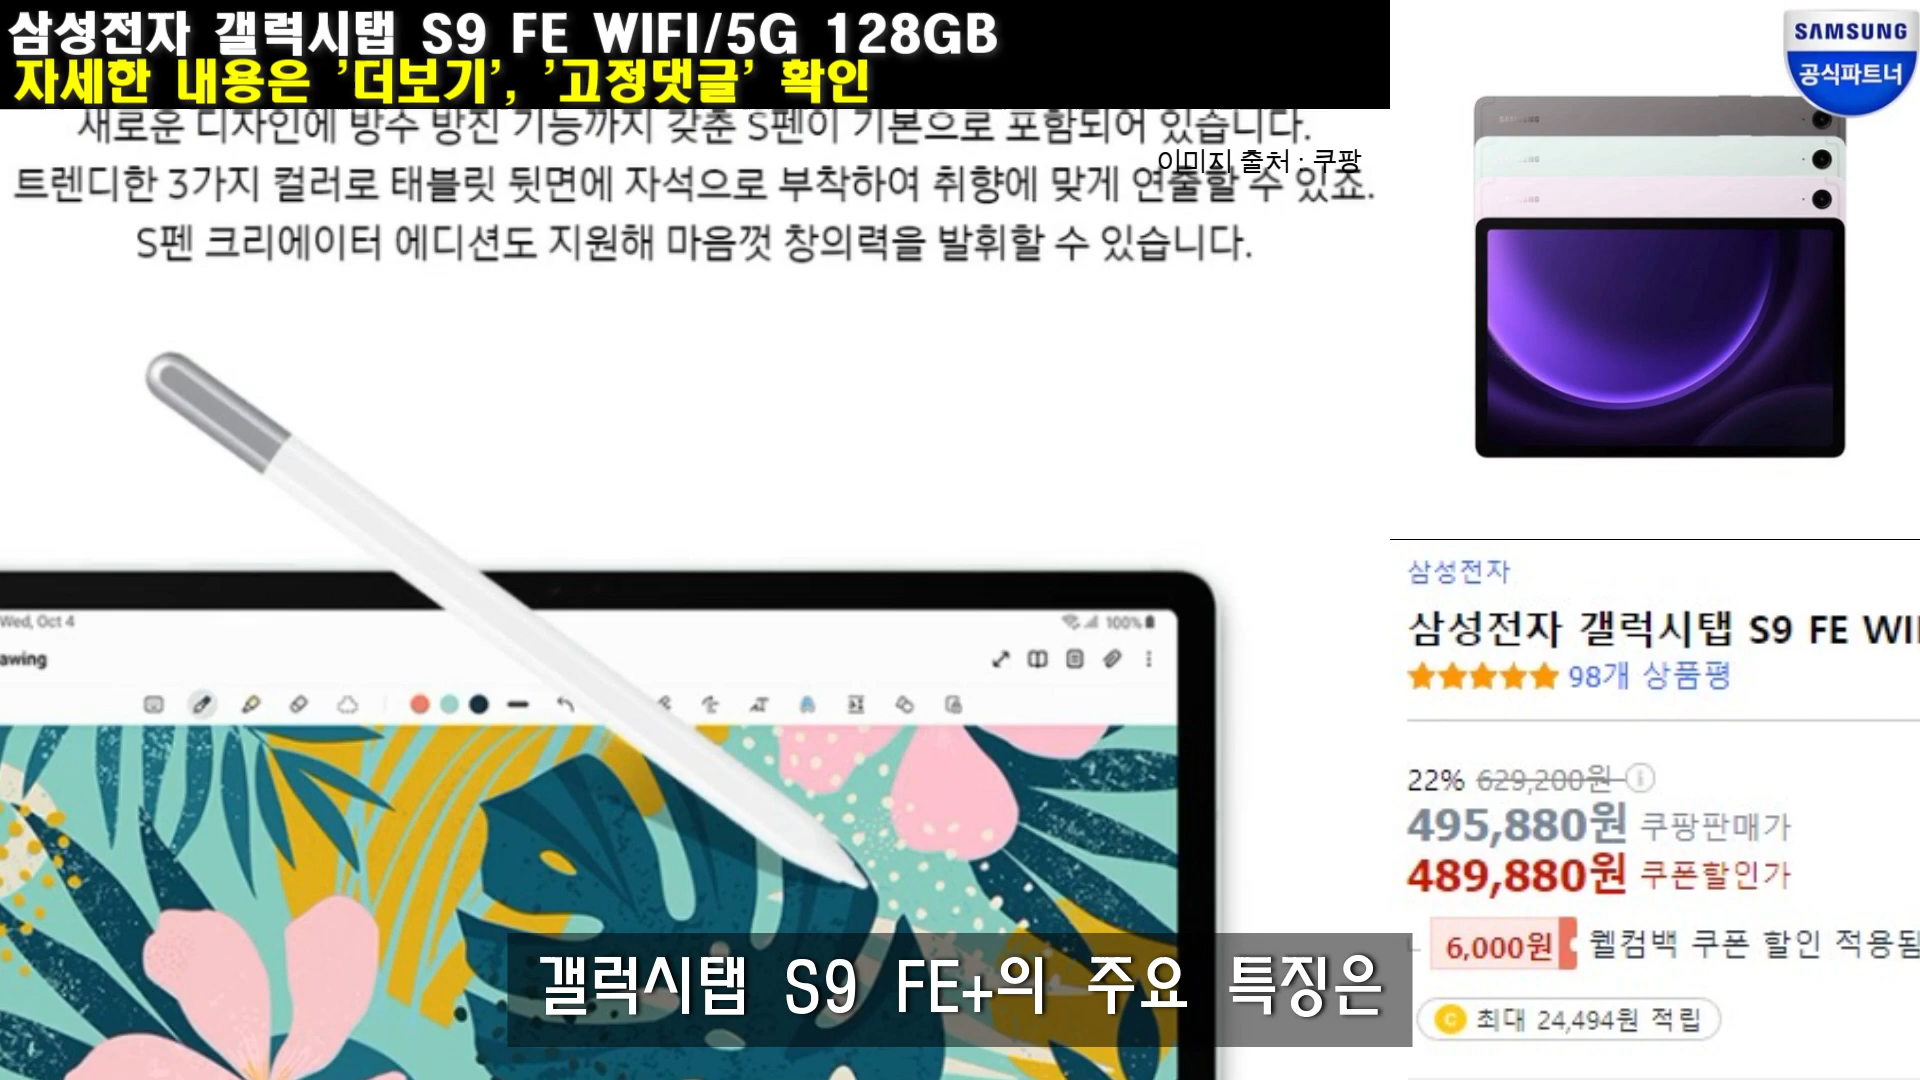 삼성전자 갤럭시탭 S9 FE WIFI/5G 128GB
자세한 내용은 '더보기', '고정댓글' 확인
새로운 디자인에 방수 방진 기능까지 갖춘 S펜이 기본으로 포함되어 있습니다.
이미지 출처 : 쿠팡
트렌디한 3가지 컬러로 태블릿 뒷면에 자석으로 부착하여 취향에 맞게 연출할 수 있죠.
S펜 크리에이터 에디션도 지원해 마음껏 창의력을 발휘할 수 있습니다.
Wed, Oct 4
100%
awing
갤럭시탭 S9 FE+의 주요 특징은
SAMSUNG
공식파트너
SAMSUNG
SAMSUNG
SAMSUNG
삼성전자
삼성전자 갤럭시탭 S9 FE WI
98개 상품평
22% 629,200원
495,880원 쿠팡판매가
489,880원 쿠폰할인가
6,000원 웰컴백 쿠폰 할인 적용됨
C 최대 24,494원 적립